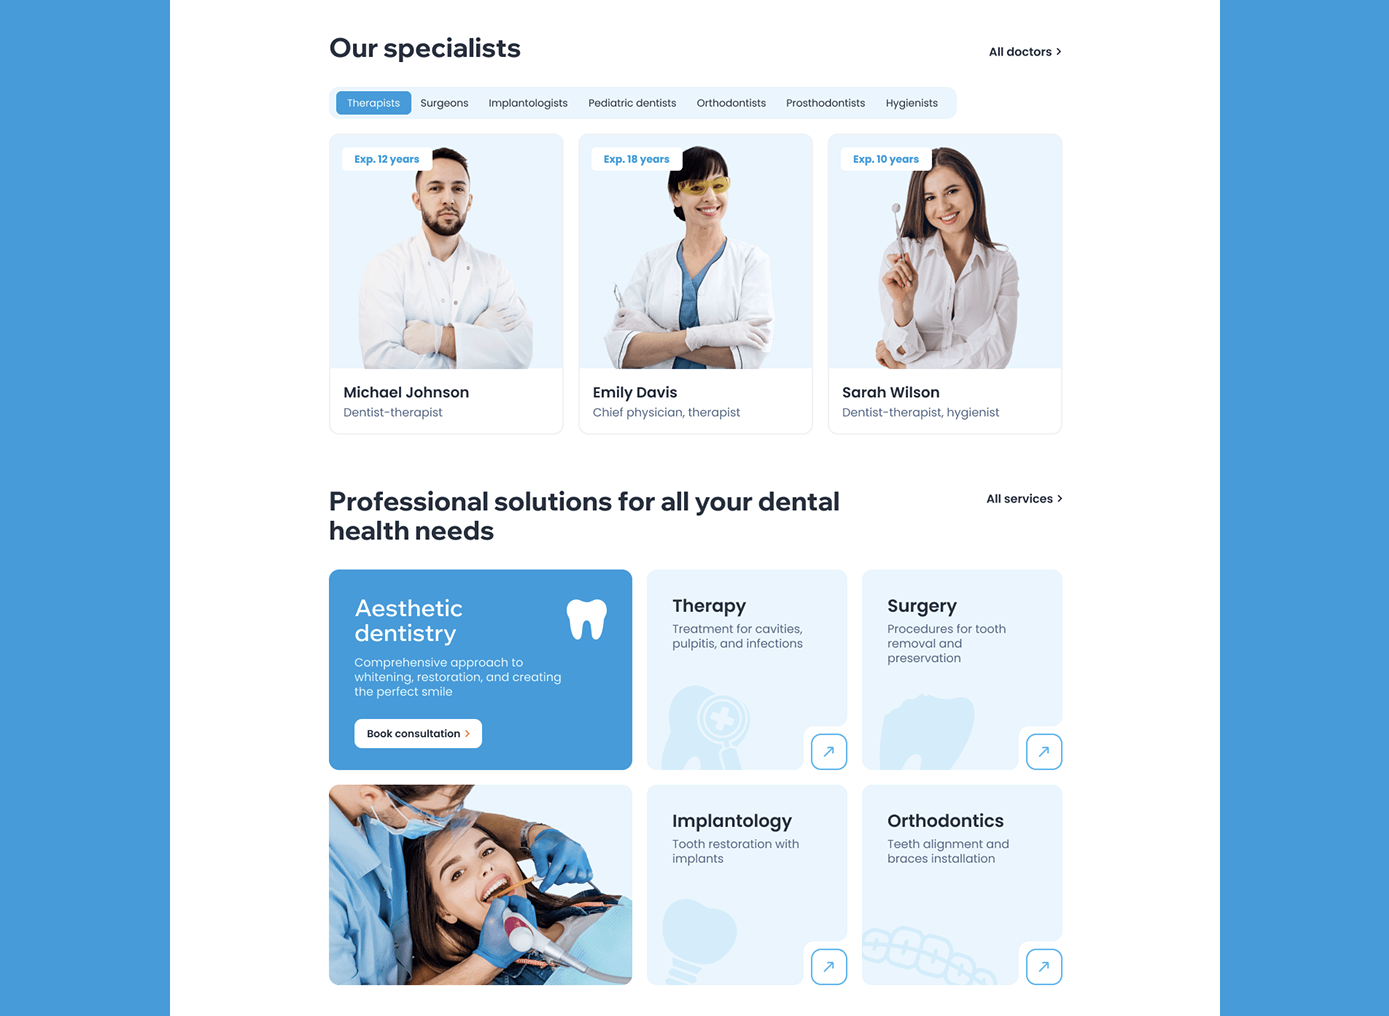 Our specialists
All doctors
Therapists Surgeons Implantologists Pediatric dentists Orthodontists Prosthodontists Hygienists
Exp. 12 years
Exp. 18 years
Exp. 10 years
Michael Johnson
Dentist-therapist
Emily Davis
Chief physician, therapist
Sarah Wilson
Dentist-therapist, hygienist
Professional solutions for all your dental
health needs
All services
Aesthetic
dentistry
Comprehensive approach to
whitening, restoration, and creating
the perfect smile
Book consultation
Therapy
Treatment for cavities,
pulpitis, and infections
Surgery
Procedures for tooth
removal and
preservation
Implantology
Tooth restoration with
implants
Orthodontics
Teeth alignment and
braces installation